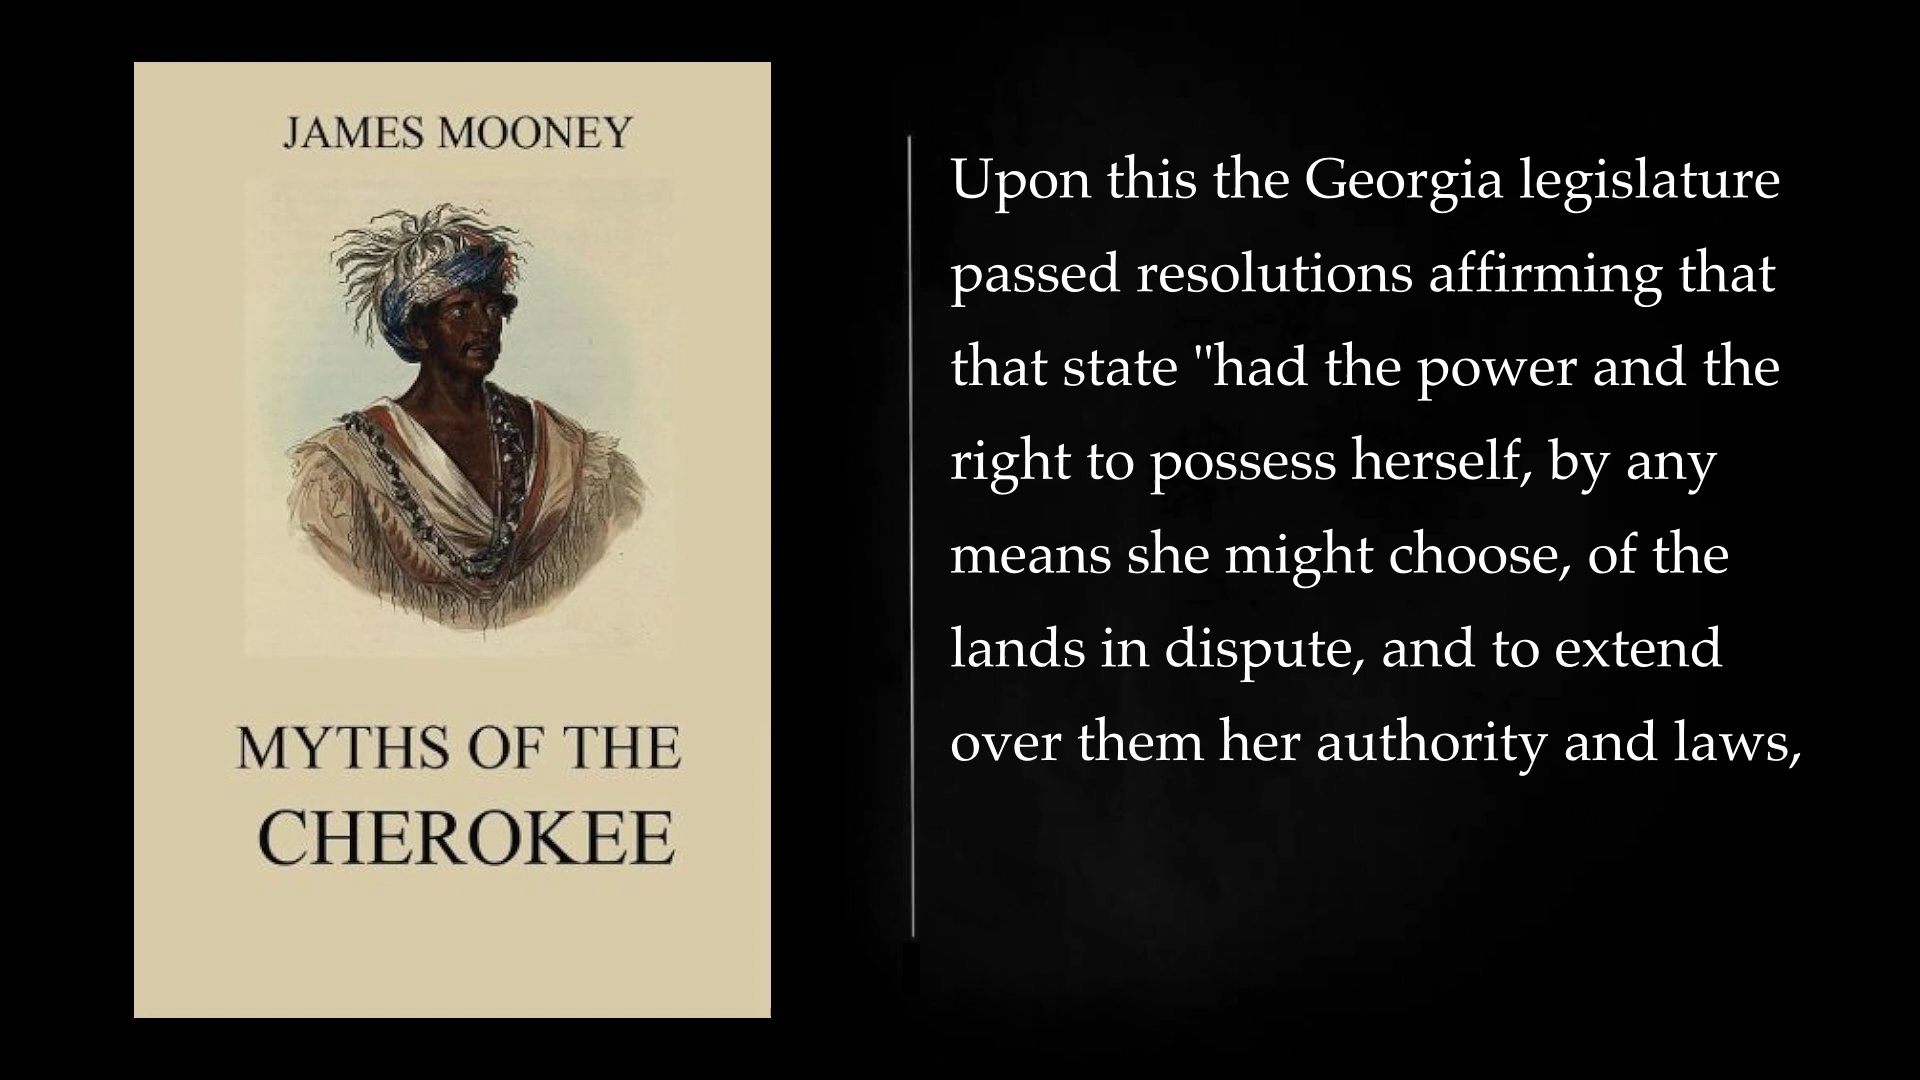 JAMES MOONEY
MYTHS OF THE
CHEROKEE
Upon this the Georgia legislature
passed resolutions affirming that
that state "had the power and the
right to possess herself, by any
means she might choose, of the
lands in dispute, and to extend
over them her authority and laws,